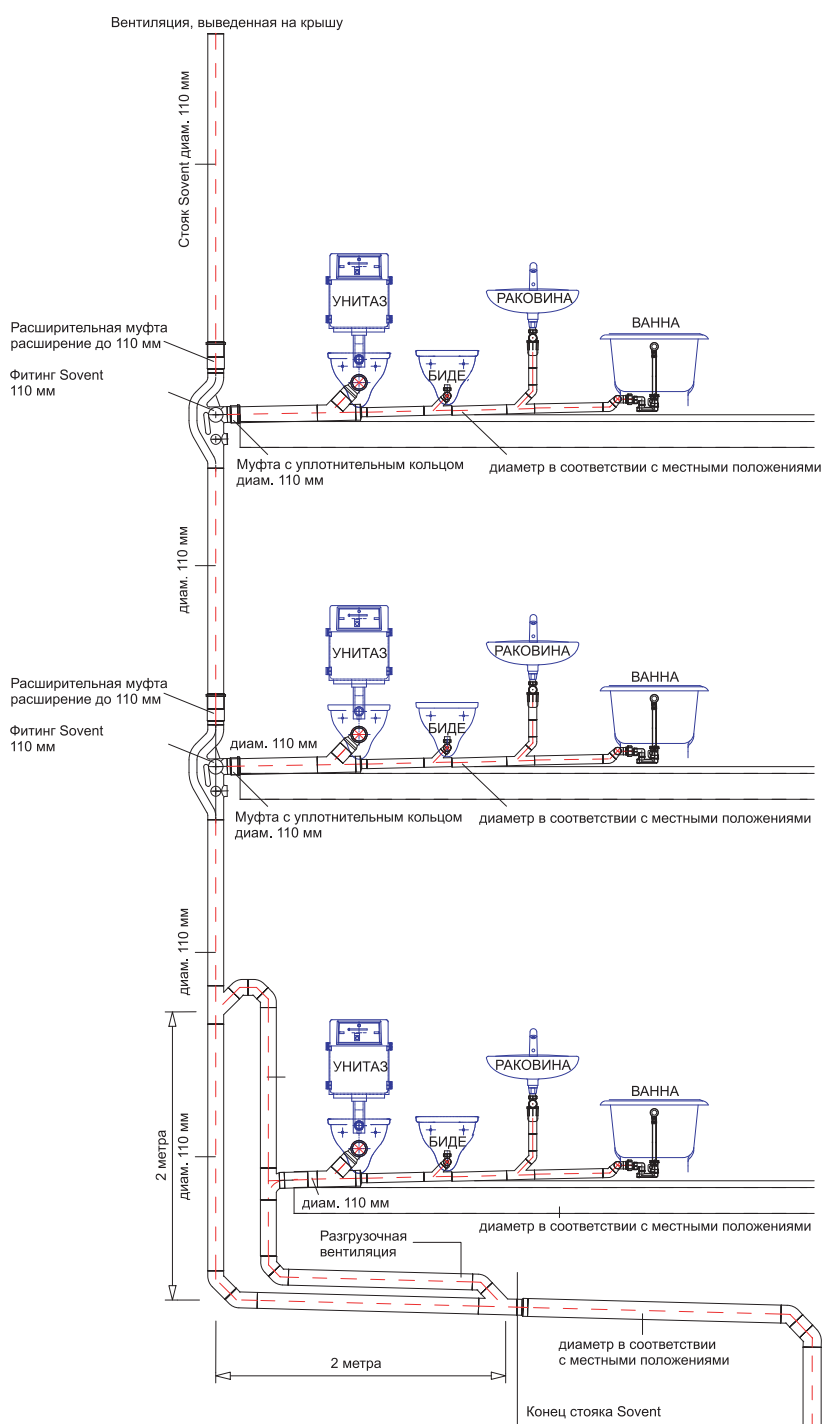 Вентиляция, выведенная на крышу
Стояк Sovent диам. 110 мм
УНИТАЗ
РАКОВИНА
ВАННА
БИДЕ
Расширительная муфта
расширение до 110 мм
Фитинг Sovent
110 мм
Муфта с уплотнительным кольцом
диам. 110 мм
диаметр в соответствии с местными положениями
диам. 110 мм
УНИТАЗ
РАКОВИНА
ВАННА
БИДЕ
Расширительная муфта
расширение до 110 мм
Фитинг Sovent
110 мм
диам. 110 мм
Муфта с уплотнительным кольцом
диам. 110 мм
диаметр в соответствии с местными положениями
диам. 110 мм
УНИТАЗ
РАКОВИНА
ВАННА
БИДЕ
2 метра
диам. 110 мм
диам. 110 мм
диаметр в соответствии с местными положениями
Разгрузочная
вентиляция
диаметр в соответствии
с местными положениями
2 метра
Конец стояка Sovent